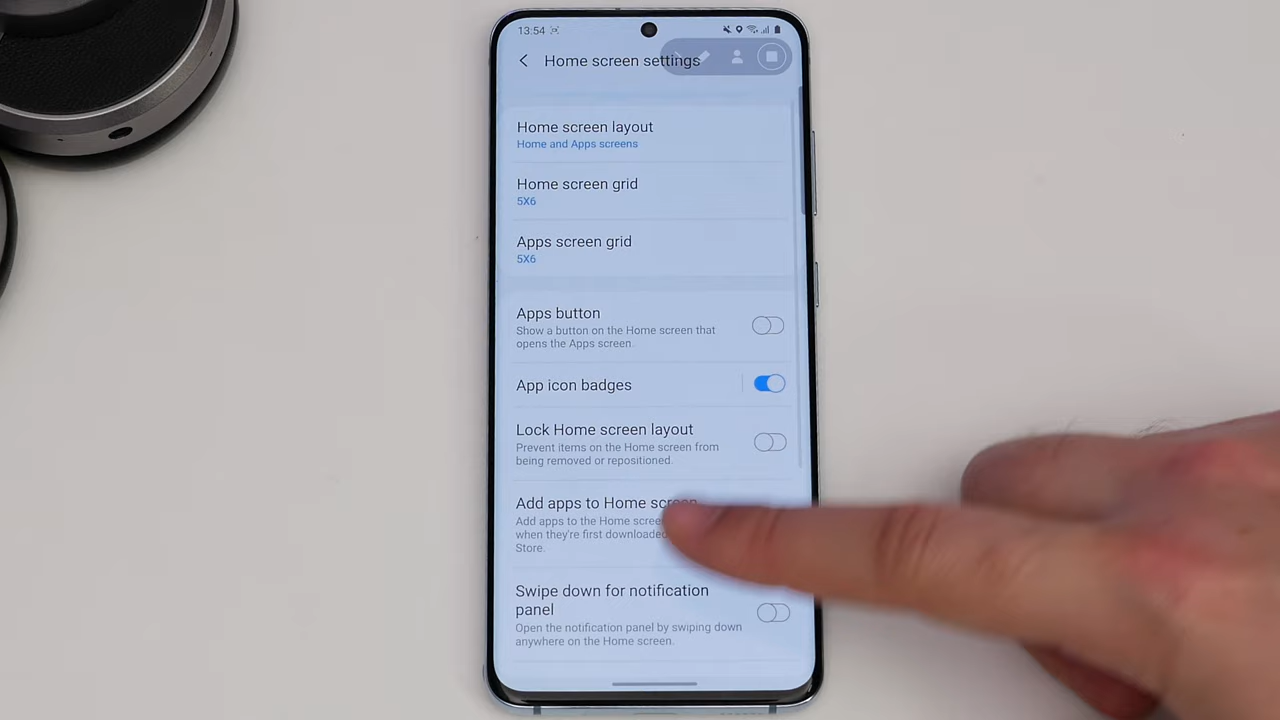 13:54
Home screen settings
Home screen layout
Home and Apps screens
Home screen grid
5X6
Apps screen grid
5X6
Apps button
Show a button on the Home screen that
opens the Apps screen.
App icon badges
Lock Home screen layout
Prevent items on the Home screen from
being removed or repositioned.
Add apps to Home screen
Add apps to the Home screen
when they're first downloaded
Store.
Swipe down for notification
panel
Open the notification panel by swiping down
anywhere on the Home screen.